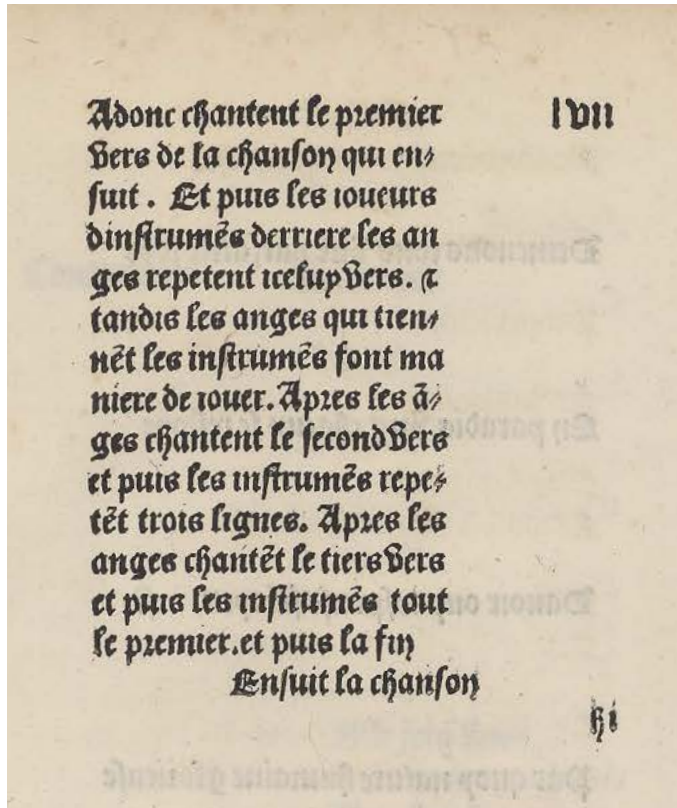 Adonc chantent le premier
vers de la chanson qui en⸗
suit . Et puis les ioueurs
dinstrumēs derriere les an
ges repetent iceluy vers. ⁊
tandis les anges qui tien⸗
nēt les instrumēs font ma
niere de iouer. Apres les ā⸗
ges chantent le second vers
et puis les instrumēs repe⸗
tēt trois lignes. Apres les
anges chantēt le tiers vers
et puis les instrumēs tout
le premier. et puis la fin
Ensuit la chanson
lvii
hi